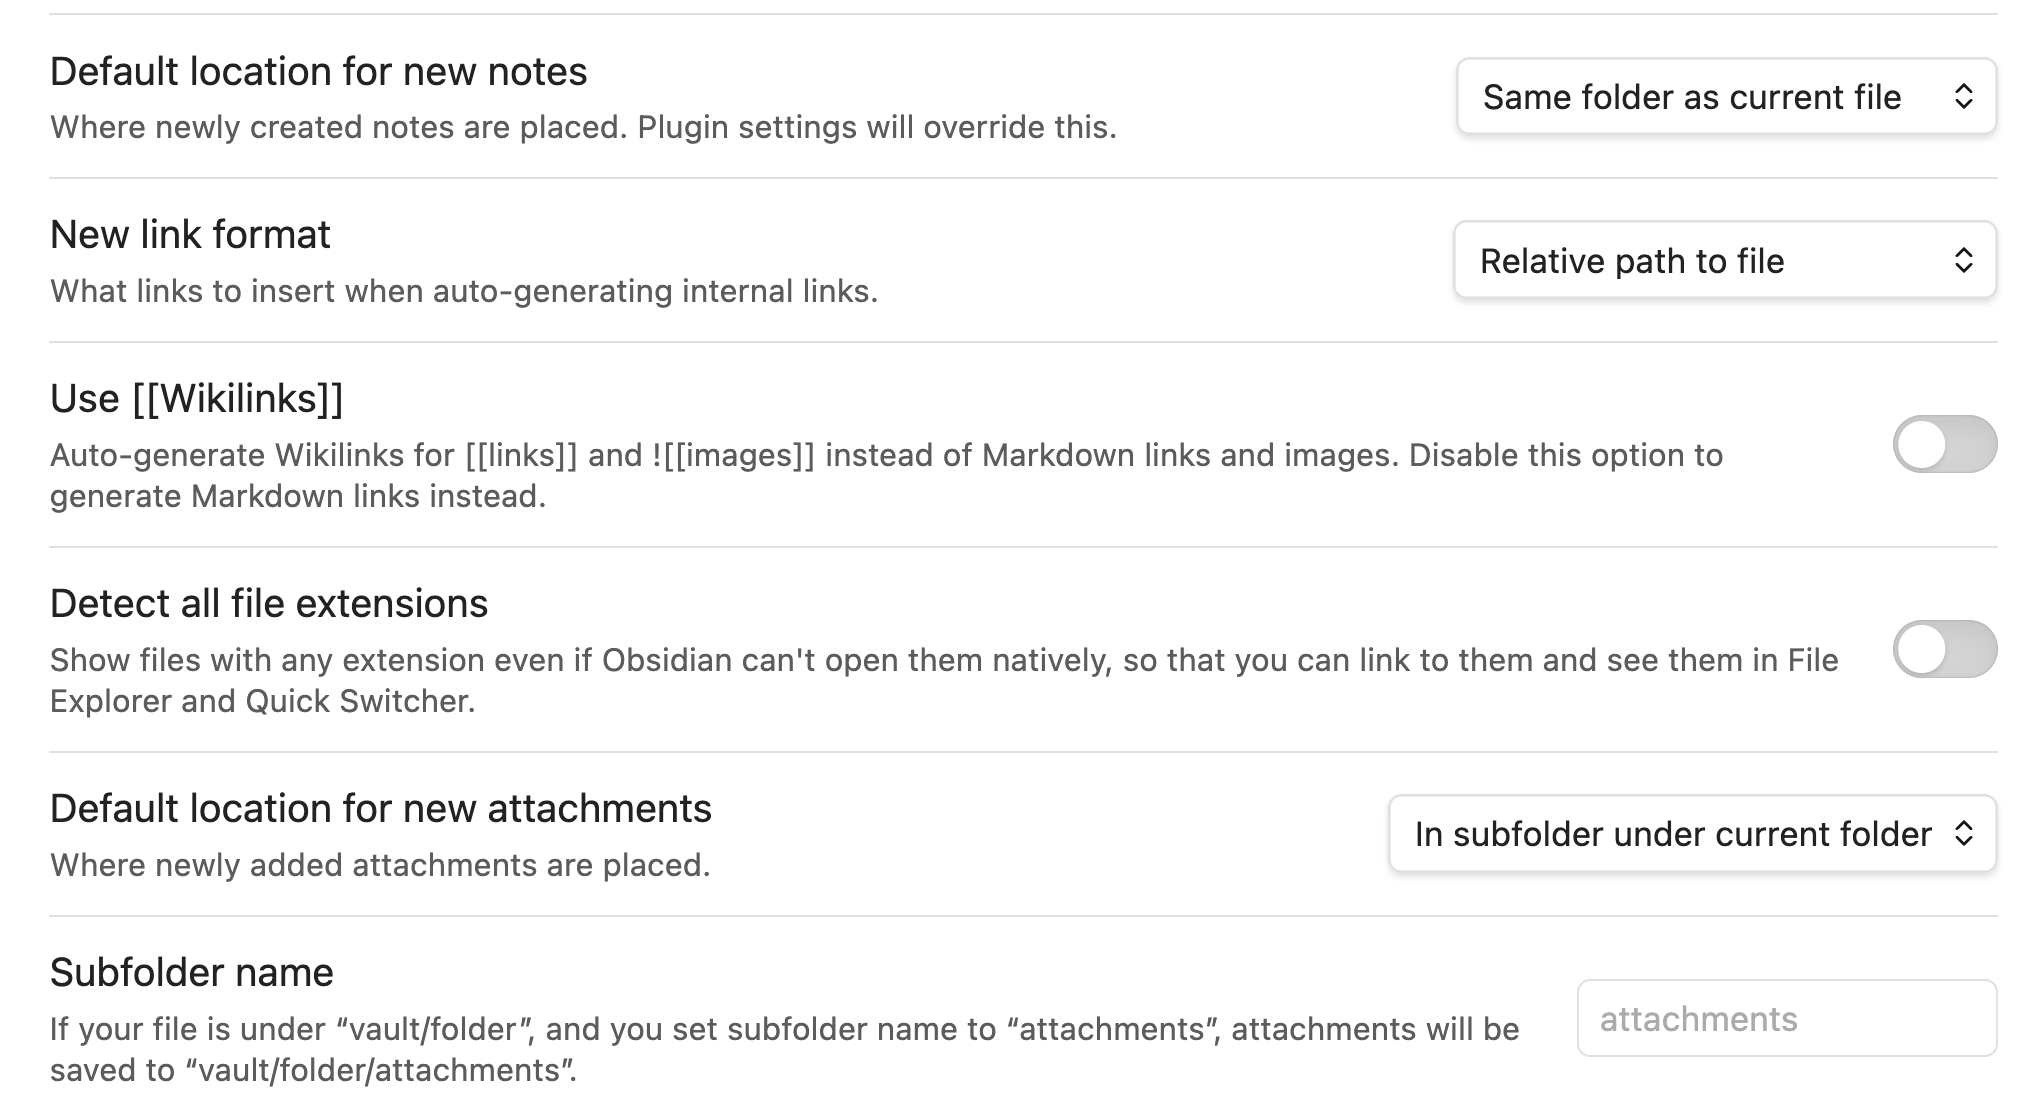 Default location for new notes
Where newly created notes are placed. Plugin settings will override this.
Same folder as current file
New link format
What links to insert when auto-generating internal links.
Relative path to file
Use [[Wikilinks]]
Auto-generate Wikilinks for [[links]] and ![[images]] instead of Markdown links and images. Disable this option to
generate Markdown links instead.
Detect all file extensions
Show files with any extension even if Obsidian can't open them natively, so that you can link to them and see them in File
Explorer and Quick Switcher.
Default location for new attachments
Where newly added attachments are placed.
In subfolder under current folder
Subfolder name
If your file is under “vault/folder”, and you set subfolder name to “attachments”, attachments will be
saved to “vault/folder/attachments”.
attachments